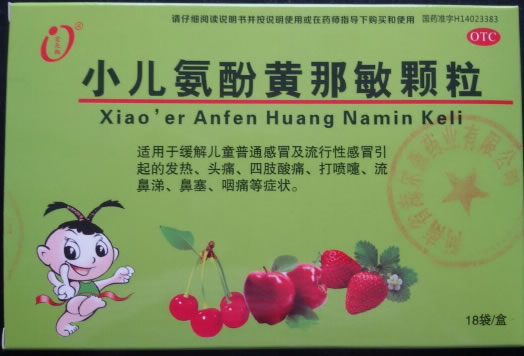 请仔细阅读说明书并按说明使用或在药师指导下购买和使用 国药准字H14023383
OTC
小儿氨酚黄那敏颗粒
Xiao'er Anfen Huang Namin Keli
适用于缓解儿童普通感冒及流行性感冒引
起的发热、头痛、四肢酸痛、打喷嚏、流
鼻涕、鼻塞、咽痛等症状。
18袋/盒